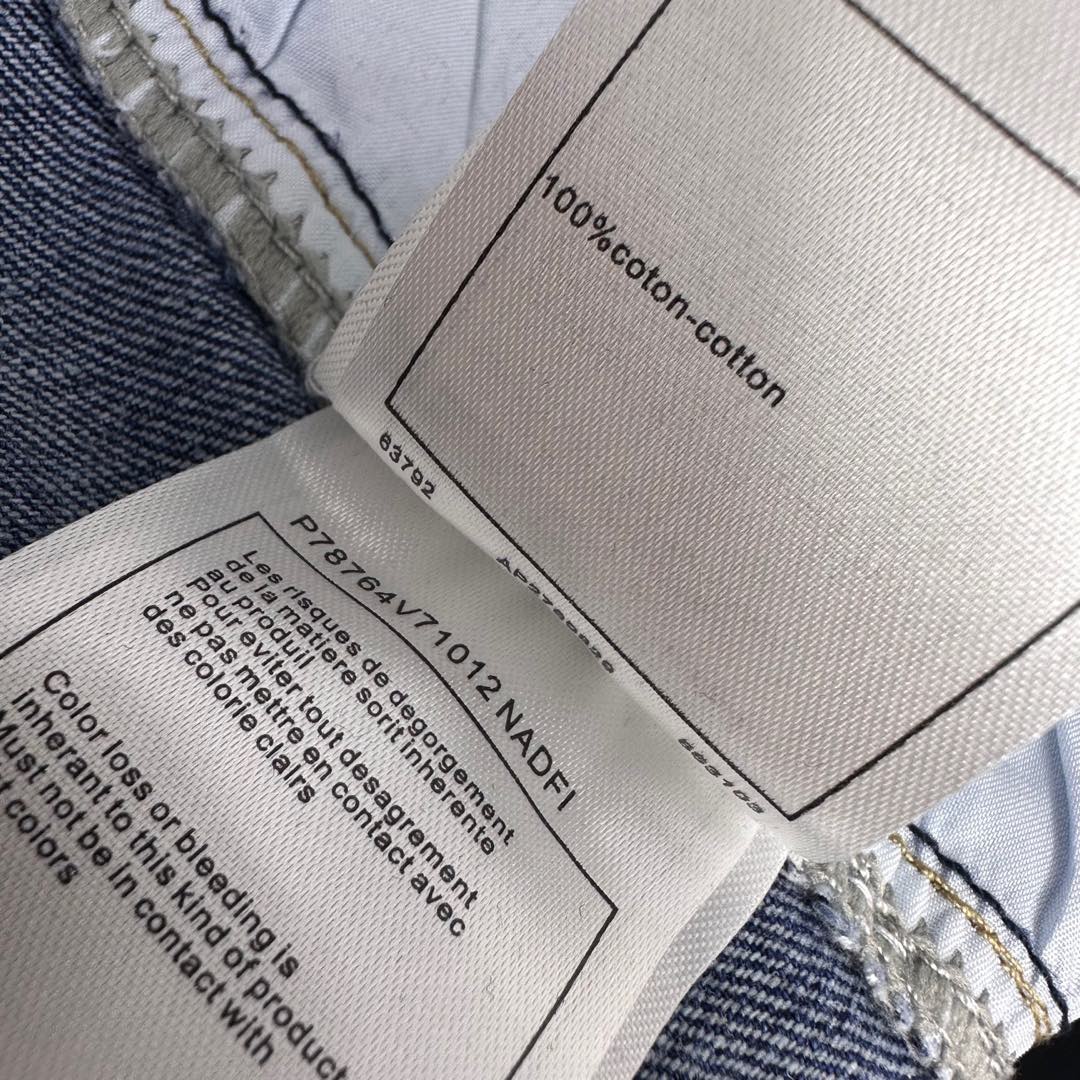 100%coton-cotton
63792
P78764V71012 NADFI
Les risques de degorgement
de la matiere sorit inherente
au produit
Pour eviter tout desagrement
ne pas mettre en contact avec
des colorie clairs
Color loss or bleeding is
inherant to this kind of product
Must not be in contact with
colors